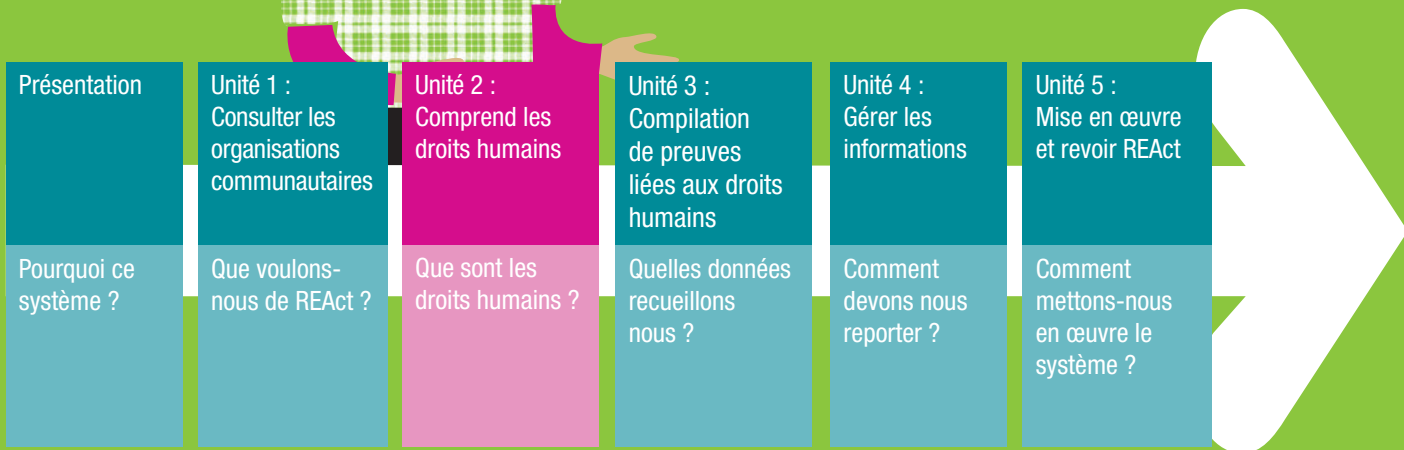 Présentation
Pourquoi ce
système ?
Unité 1 :
Consulter les
organisations
communautaires
Que voulons-
nous de REAct ?
Unité 2 :
Comprend les
droits humains
Que sont les
droits humains ?
Unité 3 :
Compilation
de preuves
liées aux droits
humains
Quelles données
recueillons
nous ?
Unité 4 :
Gérer les
informations
Comment
devons nous
reporter ?
Unité 5 :
Mise en œuvre
et revoir REAct
Comment
mettons-nous
en œuvre le
système ?